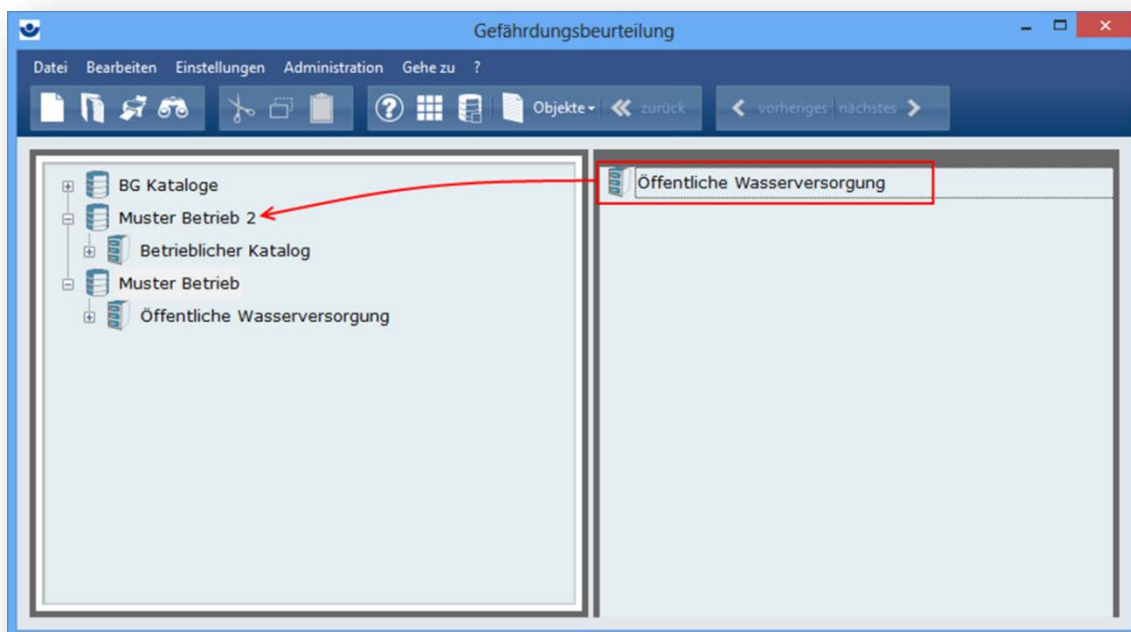 Gefährdungsbeurteilung
Datei Bearbeiten Einstellungen Administration Gehe zu ?
Objekte zurück vorheriges nächstes
BG Kataloge
Muster Betrieb 2
Betrieblicher Katalog
Muster Betrieb
Öffentliche Wasserversorgung
Öffentliche Wasserversorgung